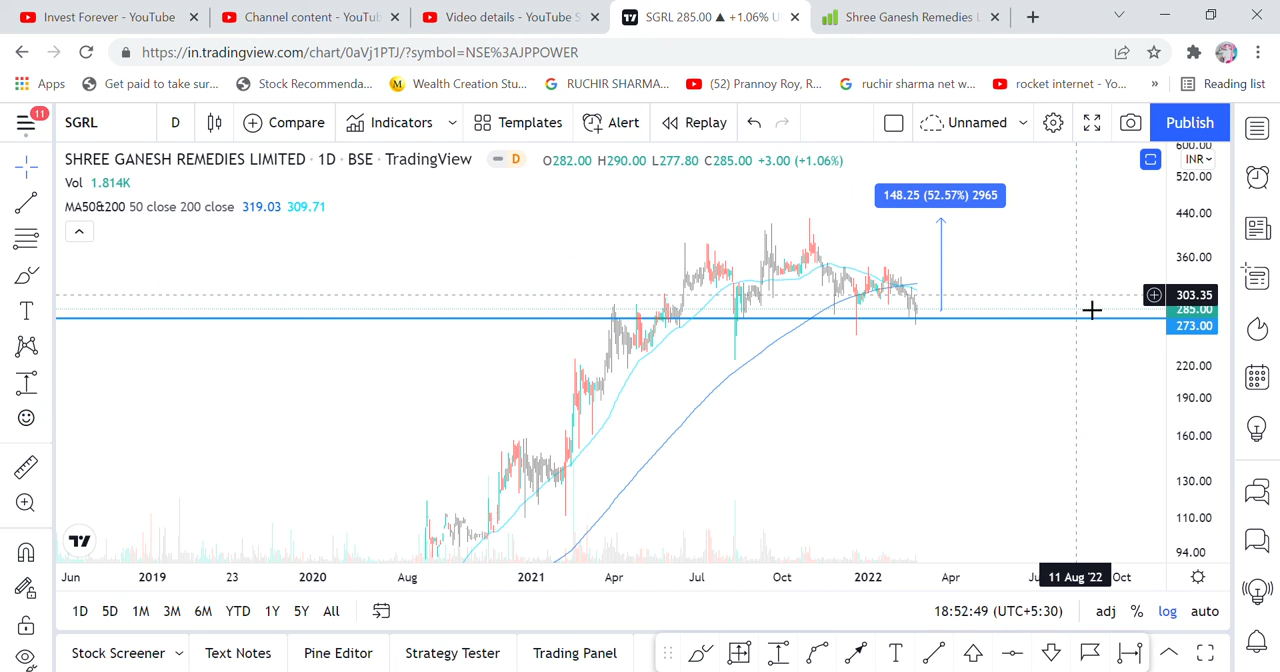 Invest Forever - YouTube
Channel content - YouTu
Video details - YouTube S
SGRL 285.00 ▲ +1.06% U
Shree Ganesh Remedies L
https://in.tradingview.com/chart/0aVj1PTJ/?symbol=NSE%3AJPPOWER
Apps
Get paid to take sur...
Stock Recommenda...
Wealth Creation Stu...
RUCHIR SHARMA...
(52) Prannoy Roy, R...
ruchir sharma net w...
rocket internet - Yo...
»
Reading list
11
SGRL
D
Compare
Indicators
Templates
Alert
Replay
Unnamed
Publish
SHREE GANESH REMEDIES LIMITED · 1D · BSE · TradingView
D
O282.00 H290.00 L277.80 C285.00 +3.00 (+1.06%)
INR
Vol 1.814K
MA50&200 50 close 200 close 319.03 309.71
148.25 (52.57%) 2965
600.00
520.00
440.00
360.00
303.35
285.00
273.00
220.00
190.00
160.00
130.00
110.00
94.00
Jun 2019 23 2020 Aug 2021 Apr Jul Oct 2022 Apr 11 Aug '22 Oct
1D 5D 1M 3M 6M YTD 1Y 5Y All
18:52:49 (UTC+5:30)
adj % log auto
Stock Screener
Text Notes
Pine Editor
Strategy Tester
Trading Panel